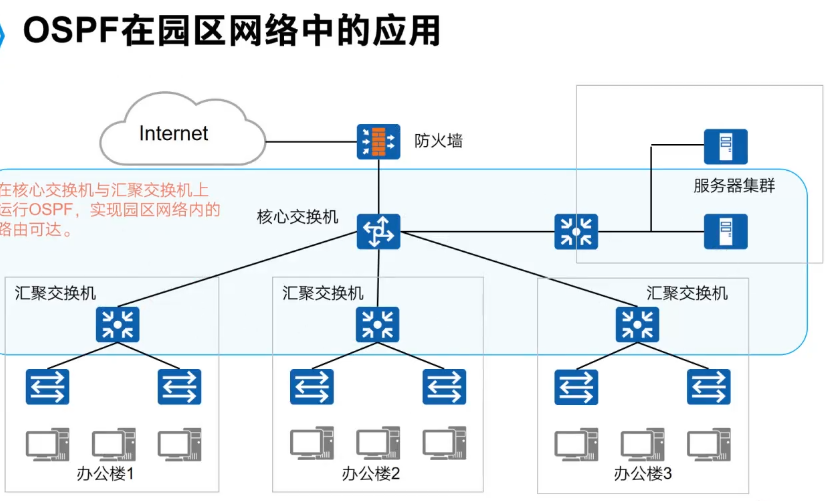 OSPF在园区网络中的应用
Internet
防火墙
服务器集群
在核心交换机与汇聚交换机上
运行OSPF，实现园区网络内的
路由可达。
核心交换机
汇聚交换机
汇聚交换机
汇聚交换机
办公楼1
办公楼2
办公楼3